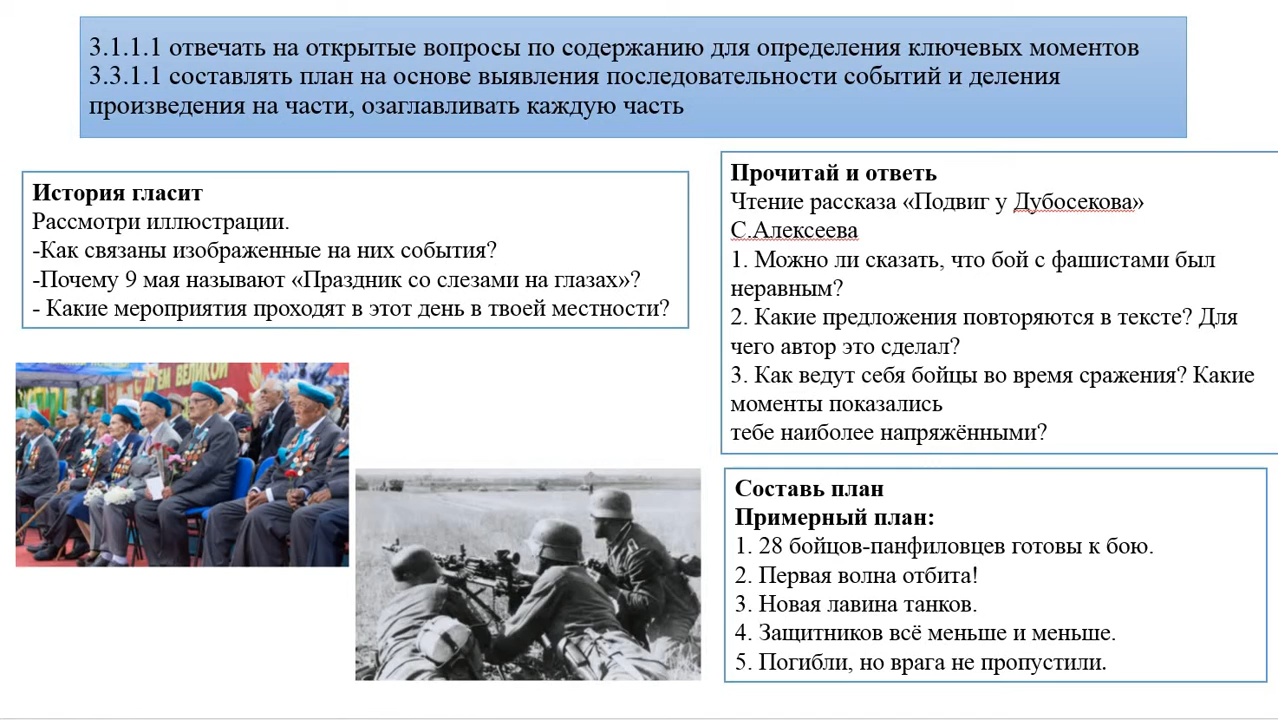 3.1.1.1 отвечать на открытые вопросы по содержанию для определения ключевых моментов
3.3.1.1 составлять план на основе выявления последовательности событий и деления
произведения на части, озаглавливать каждую часть
История гласит
Рассмотри иллюстрации.
-Как связаны изображенные на них события?
-Почему 9 мая называют «Праздник со слезами на глазах»?
- Какие мероприятия проходят в этот день в твоей местности?
Прочитай и ответь
Чтение рассказа «Подвиг у Дубосекова»
С.Алексеева
1. Можно ли сказать, что бой с фашистами был
неравным?
2. Какие предложения повторяются в тексте? Для
чего автор это сделал?
3. Как ведут себя бойцы во время сражения? Какие
моменты показались
тебе наиболее напряжёнными?
Составь план
Примерный план:
1. 28 бойцов-панфиловцев готовы к бою.
2. Первая волна отбита!
3. Новая лавина танков.
4. Защитников всё меньше и меньше.
5. Погибли, но врага не пропустили.
ВЕЛИКОЙ